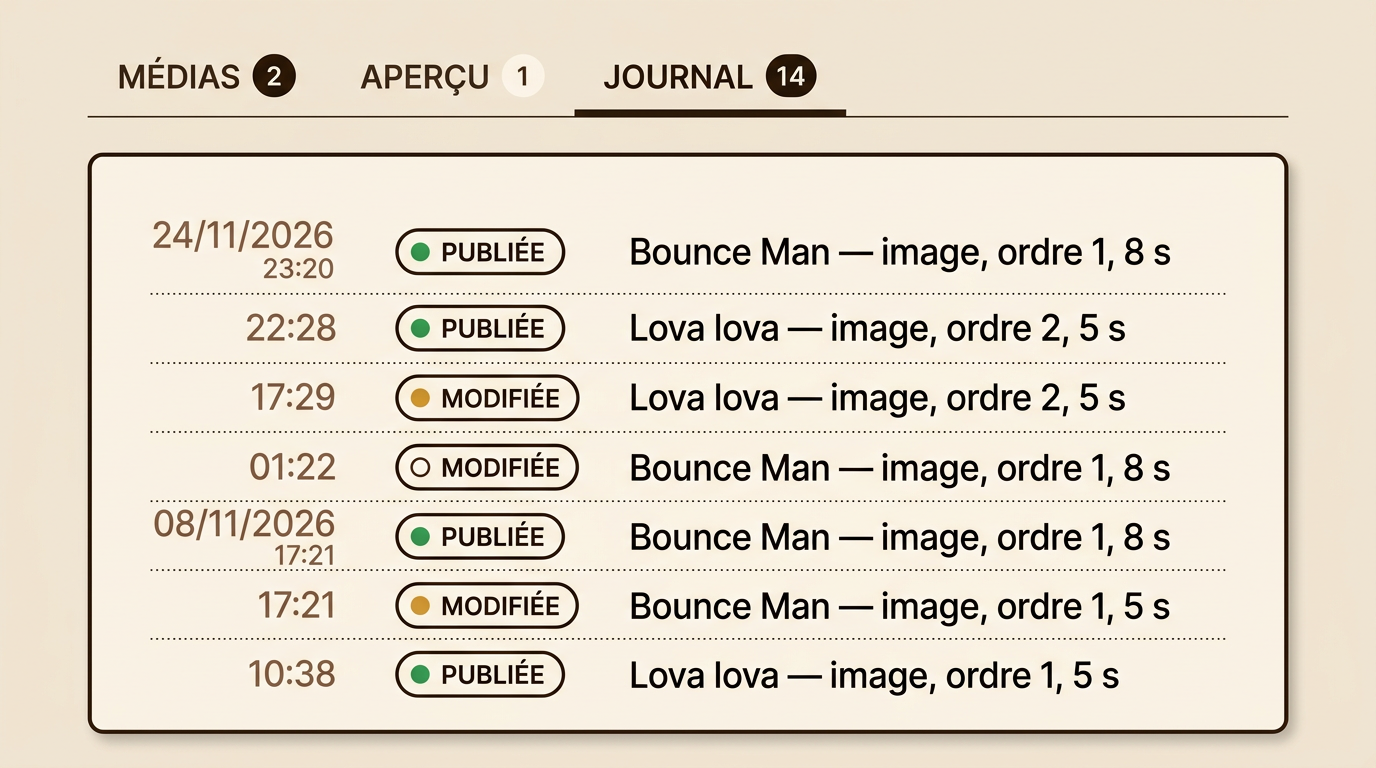 MÉDIAS 2 APERÇU 1 JOURNAL 14
24/11/2026
23:20 PUBLIÉE Bounce Man — image, ordre 1, 8 s
22:28 PUBLIÉE Lova lova — image, ordre 2, 5 s
17:29 MODIFIÉE Lova lova — image, ordre 2, 5 s
01:22 MODIFIÉE Bounce Man — image, ordre 1, 8 s
08/11/2026
17:21 PUBLIÉE Bounce Man — image, ordre 1, 8 s
17:21 MODIFIÉE Bounce Man — image, ordre 1, 5 s
10:38 PUBLIÉE Lova lova — image, ordre 1, 5 s